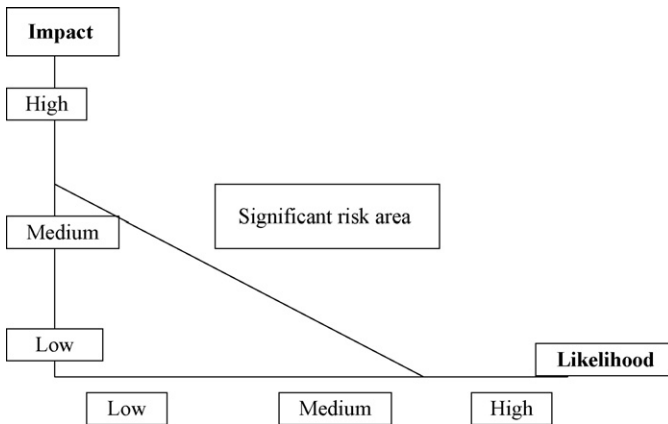 Impact
High
Significant risk area
Medium
Low
Likelihood
Low Medium High